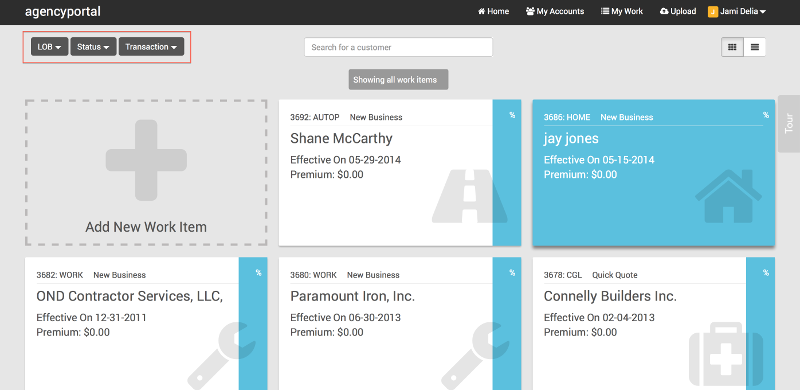 agencyportal
Home My Accounts My Work Upload J Jami Delia
LOB Status Transaction
Search for a customer
Showing all work items
Tour
Add New Work Item
3692: AUTOP New Business %
Shane McCarthy
Effective On 05-29-2014
Premium: $0.00
3686: HOME New Business %
jay jones
Effective On 05-15-2014
Premium: $0.00
3682: WORK New Business %
OND Contractor Services, LLC,
Effective On 12-31-2011
Premium: $0.00
3680: WORK New Business %
Paramount Iron, Inc.
Effective On 06-30-2013
Premium: $0.00
3678: CGL Quick Quote %
Connelly Builders Inc.
Effective On 02-04-2013
Premium: $0.00